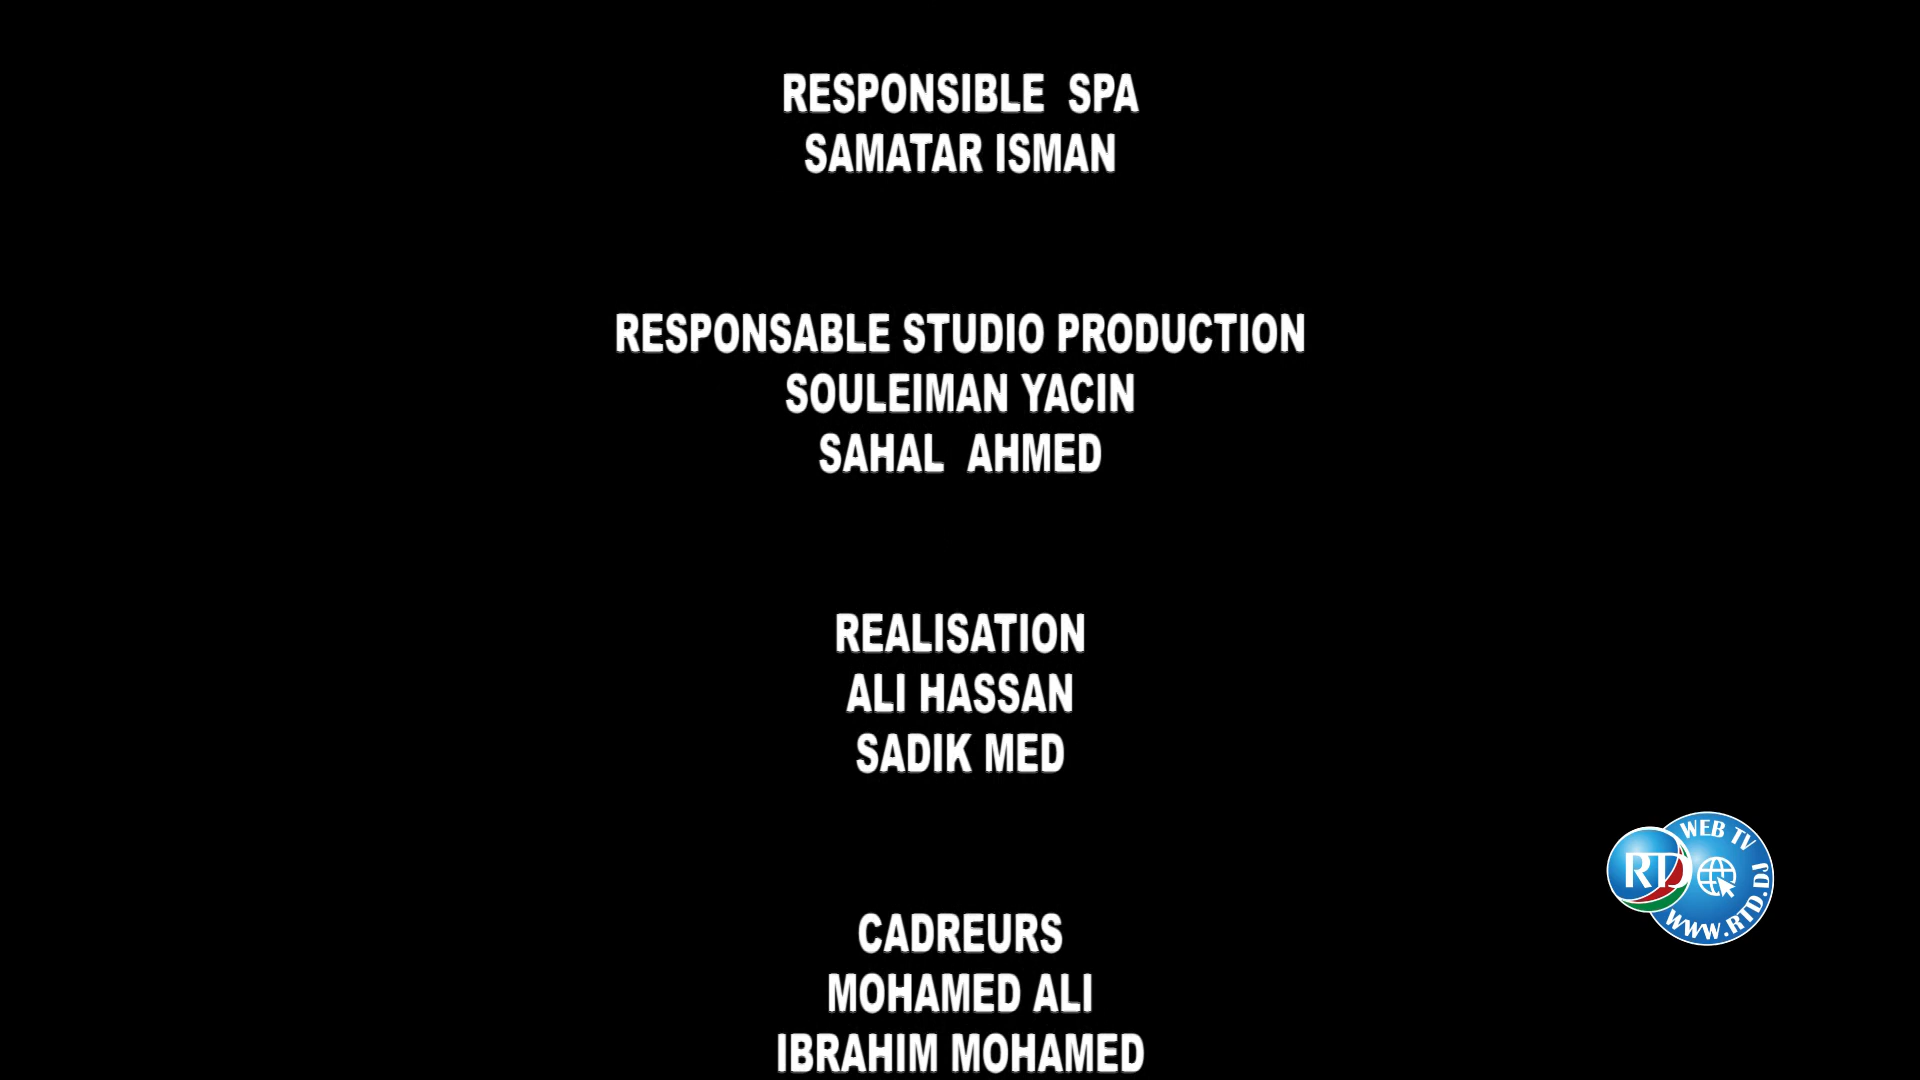 RESPONSIBLE  SPA
SAMATAR ISMAN
RESPONSABLE STUDIO PRODUCTION
SOULEIMAN YACIN
SAHAL  AHMED
REALISATION
ALI HASSAN
SADIK MED
CADREURS
MOHAMED ALI
IBRAHIM MOHAMED
WEB TV
RTD
WWW.RTD.DJ